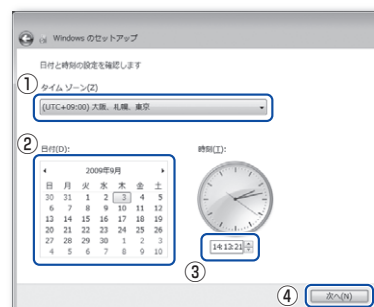 Windows のセットアップ
日付と時刻の設定を確認します
① タイム ゾーン(Z)
(UTC+09:00) 大阪、札幌、東京
② 日付(D):
時刻(T):
2009年9月
日 月 火 水 木 金 土
30 31 1 2 3 4 5
6 7 8 9 10 11 12
13 14 15 16 17 18 19
20 21 22 23 24 25 26
27 28 29 30 1 2 3
4 5 6 7 8 9 10
14:13:21
③
④ 次へ(N)